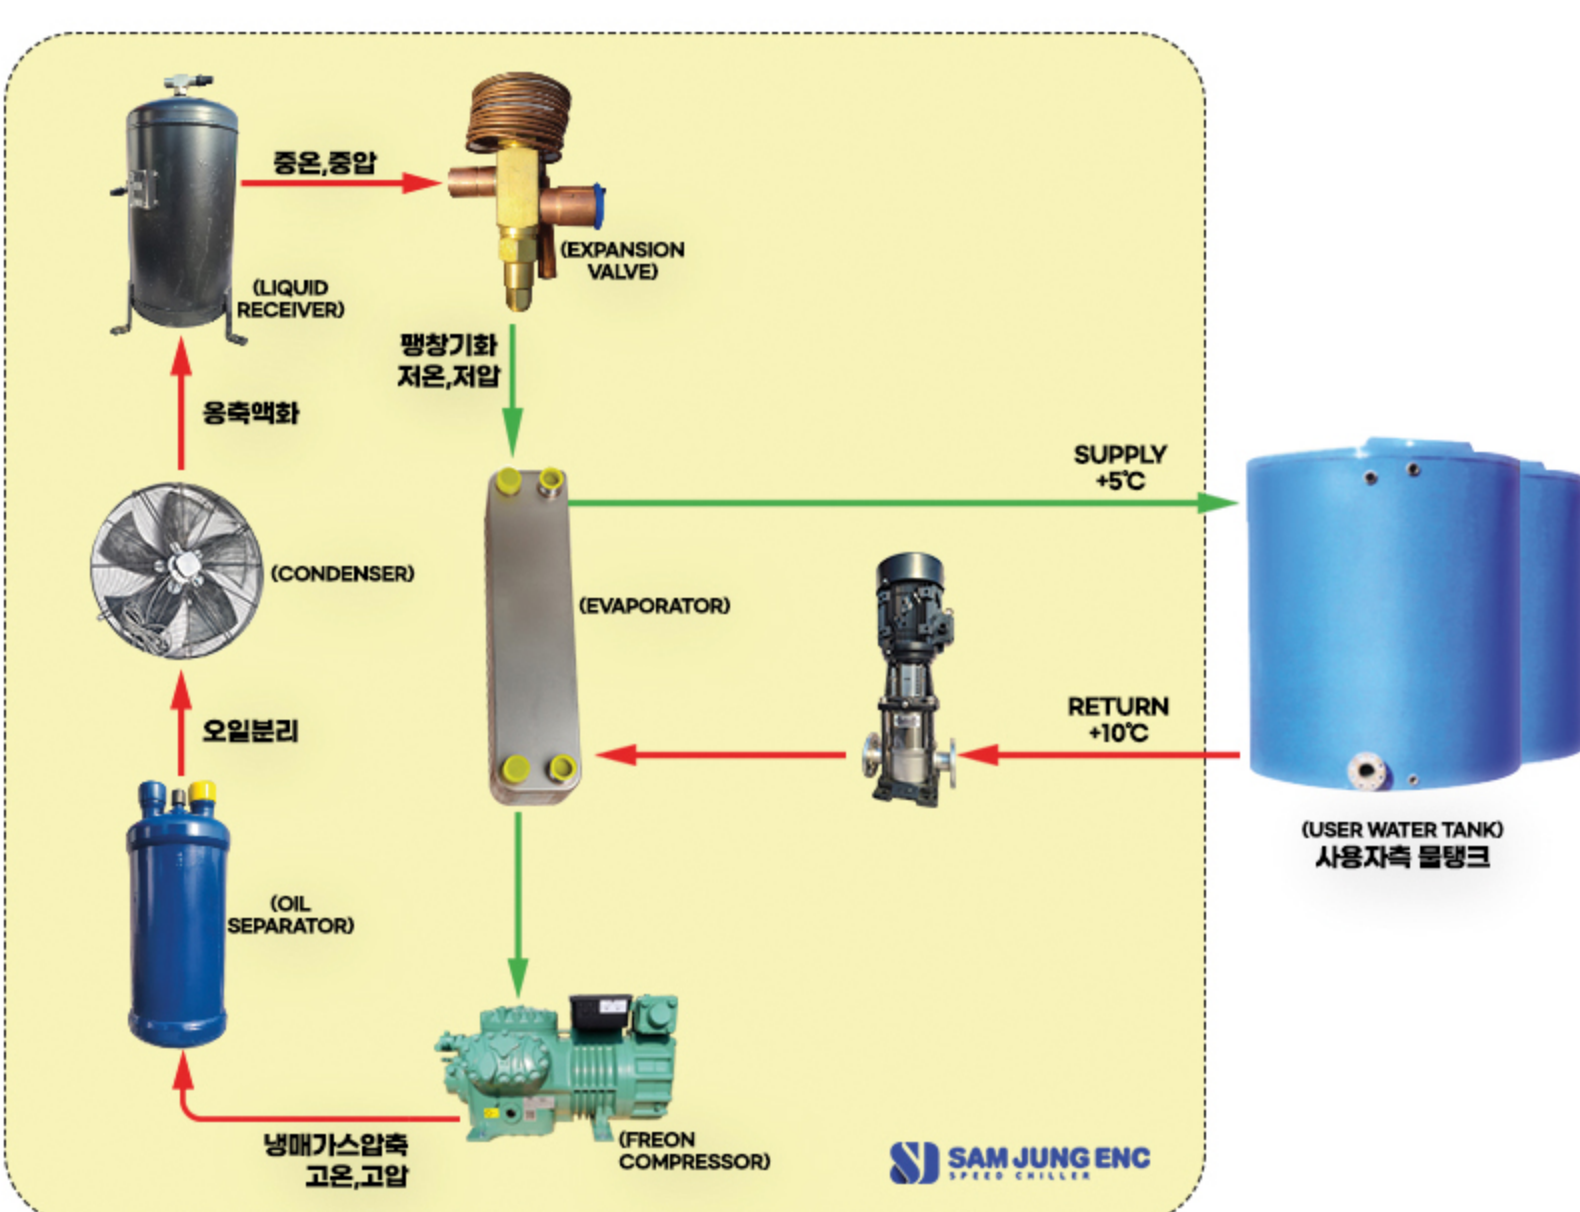 중온,중압
(EXPANSION
VALVE)
(LIQUID
RECEIVER)
팽창기화
저온,저압
응축액화
SUPPLY
+5℃
(CONDENSER)
(EVAPORATOR)
RETURN
+10℃
오일분리
(USER WATER TANK)
사용자측 물탱크
(OIL
SEPARATOR)
냉매가스압축
고온,고압
(FREON
COMPRESSOR)
SAM JUNG ENC
SPEED CHILLER